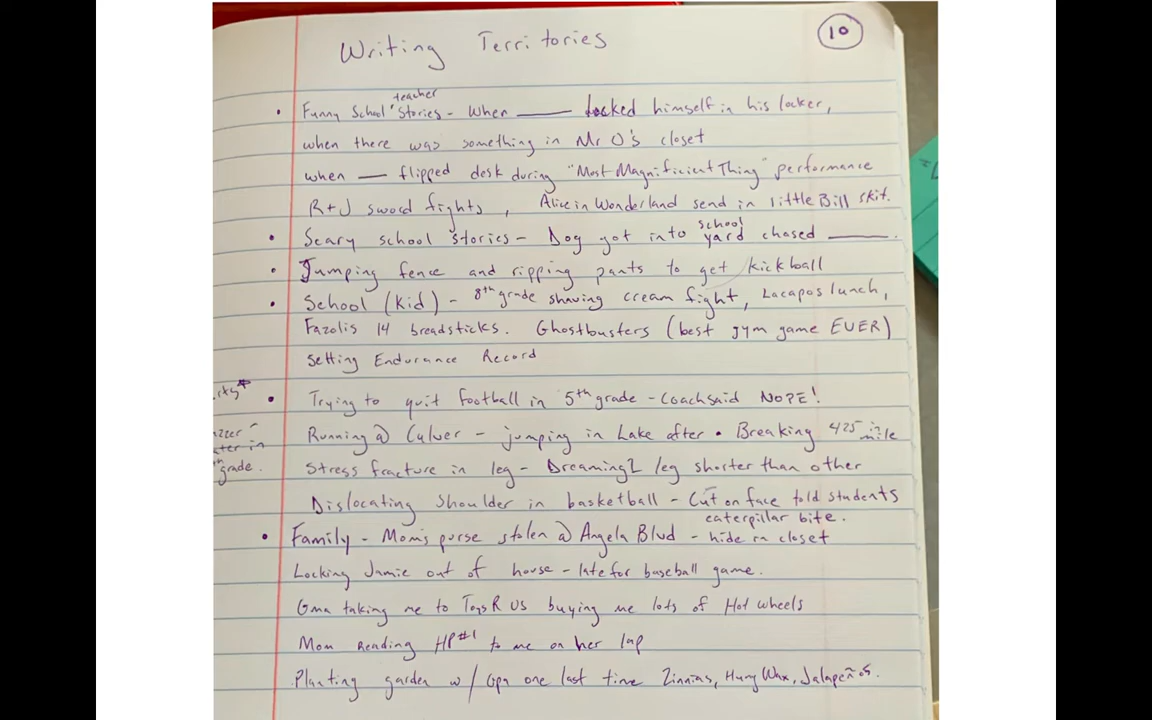 Writing Territories
10
teacher
Funny School Stories - When ____ locked himself in his locker,
when there was something in Mr O's closet
when __ flipped desk during "Most Magnificient Thing" performance
R+J sword fights, Alice in Wonderland send in little Bill skit.
school
Scary school stories - Dog got into yard chased ____.
Jumping fence and ripping pants to get kickball
School (kid) - 8th grade shaving cream fight, Lacapos lunch,
Fazolis 14 breadsticks. Ghostbusters (best gym game EVER)
Setting Endurance Record
Trying to quit football in 5th grade - Coach said NOPE!
Running @ Culver - jumping in Lake after • Breaking 425 in mile
grade.
Stress fracture in leg - Dreaming 1 leg shorter than other
Dislocating Shoulder in basketball - Cut on face told students
caterpillar bite.
Family - Mom's purse stolen @ Angela Blvd - hide in closet
Locking Jamie out of house - late for baseball game.
Gma taking me to Toys R US buying me lots of Hot wheels
Mom Reading HP#1 to me on her lap
Planting garden w/ Gpa one last time Zinnias, Hung Wax, Jalapeños.